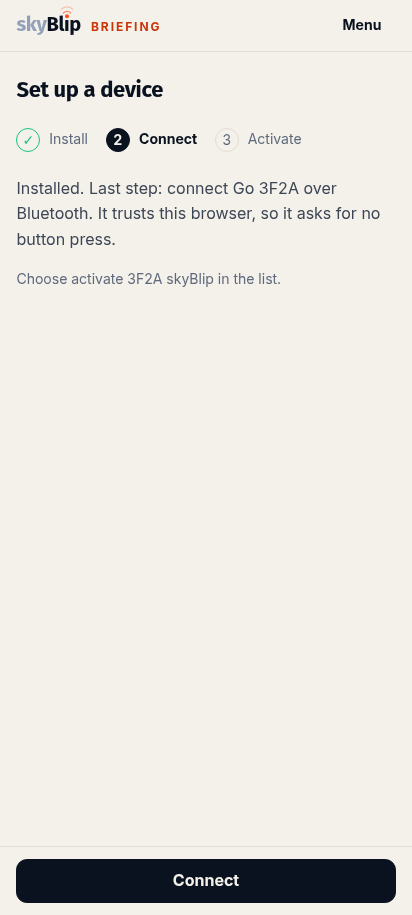 skyBlip BRIEFING
Menu
Set up a device
✓ Install 2 Connect 3 Activate
Installed. Last step: connect Go 3F2A over
Bluetooth. It trusts this browser, so it asks for no
button press.
Choose activate 3F2A skyBlip in the list.
Connect